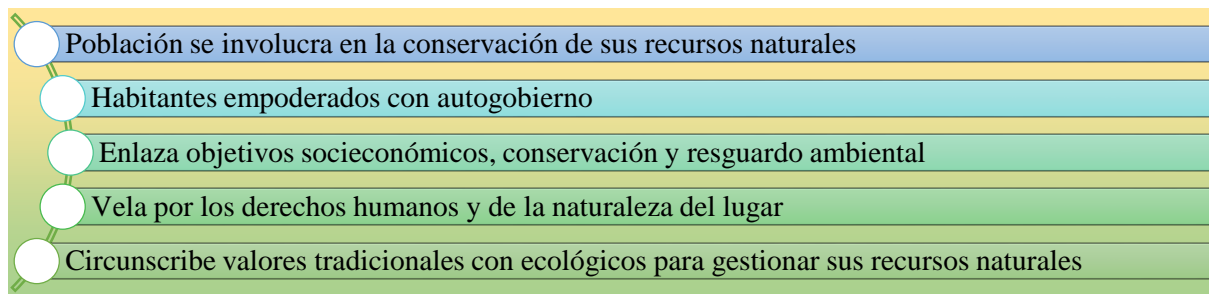 Población se involucra en la conservación de sus recursos naturales
Habitantes empoderados con autogobierno
Enlaza objetivos socieconómicos, conservación y resguardo ambiental
Vela por los derechos humanos y de la naturaleza del lugar
Circunscribe valores tradicionales con ecológicos para gestionar sus recursos naturales